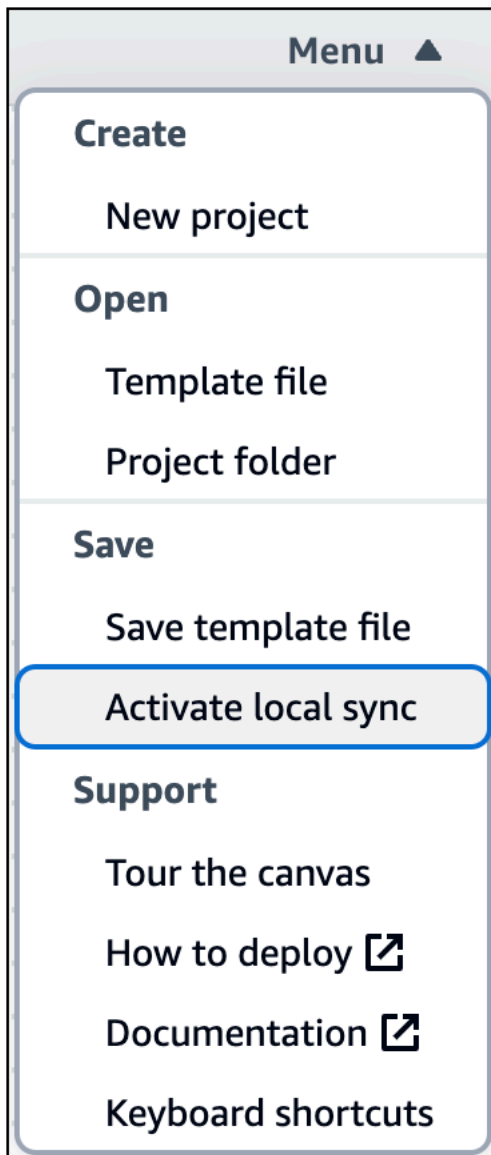 Menu
Create
New project
Open
Template file
Project folder
Save
Save template file
Activate local sync
Support
Tour the canvas
How to deploy
Documentation
Keyboard shortcuts